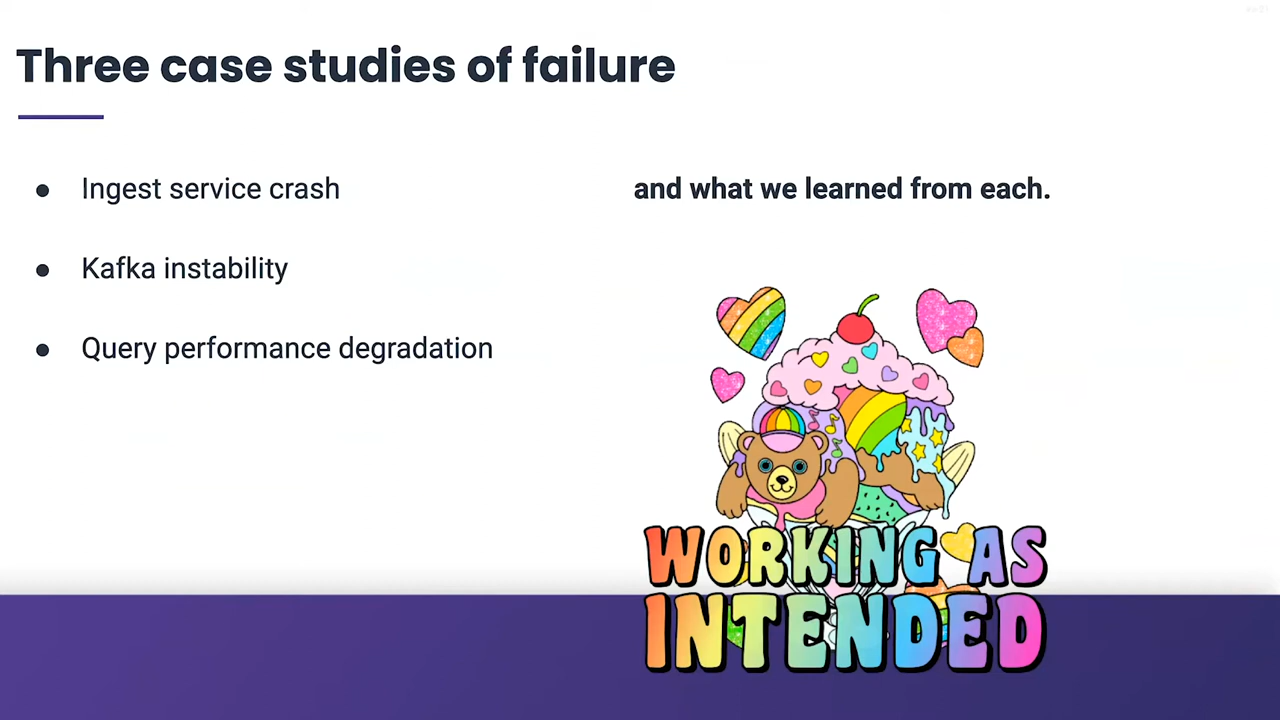 Three case studies of failure
● Ingest service crash
● Kafka instability
● Query performance degradation
and what we learned from each.
WORKING AS
INTENDED